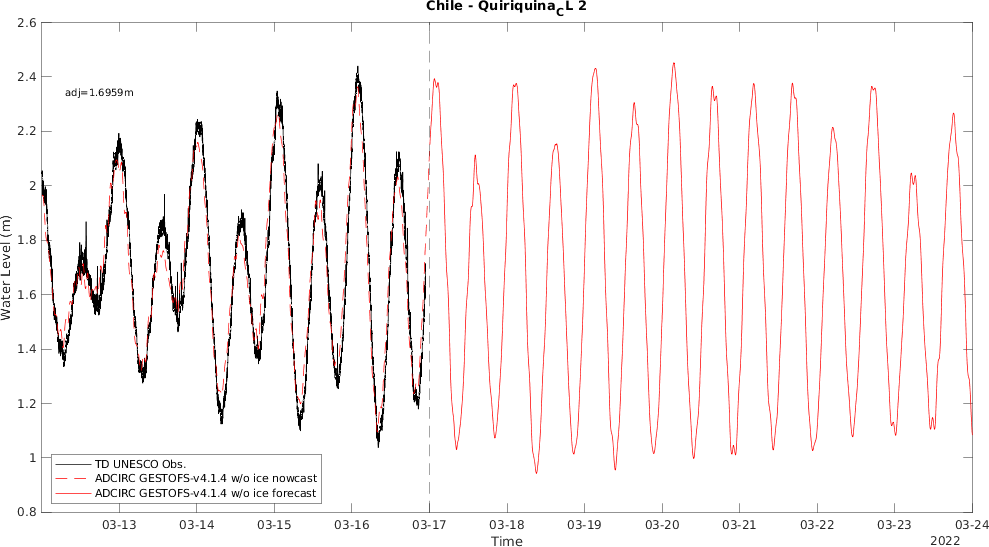 Chile - Quiriquina_CL 2
2.6
2.4
2.2
2
1.8
1.6
1.4
1.2
1
0.8
Water Level (m)
adj=1.6959m
TD UNESCO Obs.
ADCIRC GESTOFS-v4.1.4 w/o ice nowcast
ADCIRC GESTOFS-v4.1.4 w/o ice forecast
03-13 03-14 03-15 03-16 03-17 03-18 03-19 03-20 03-21 03-22 03-23 03-24
Time
2022